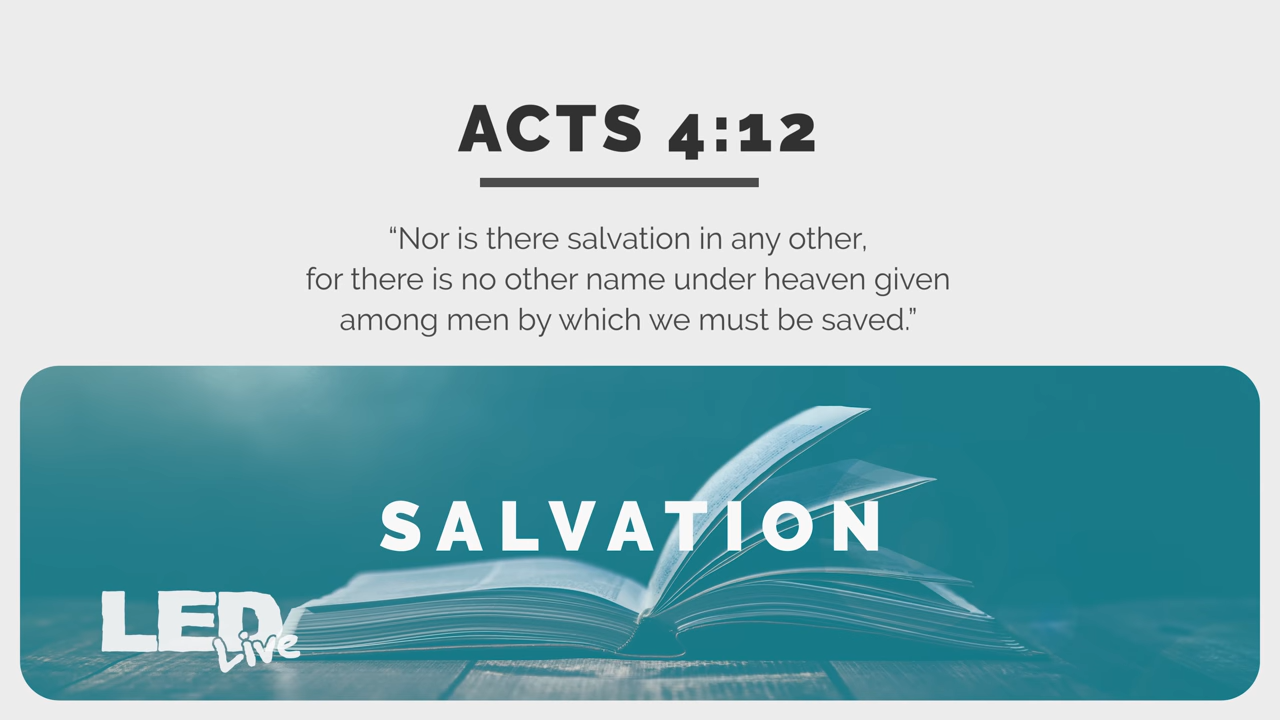 ACTS 4:12
“Nor is there salvation in any other,
for there is no other name under heaven given
among men by which we must be saved.”
SALVATION
LED
Live